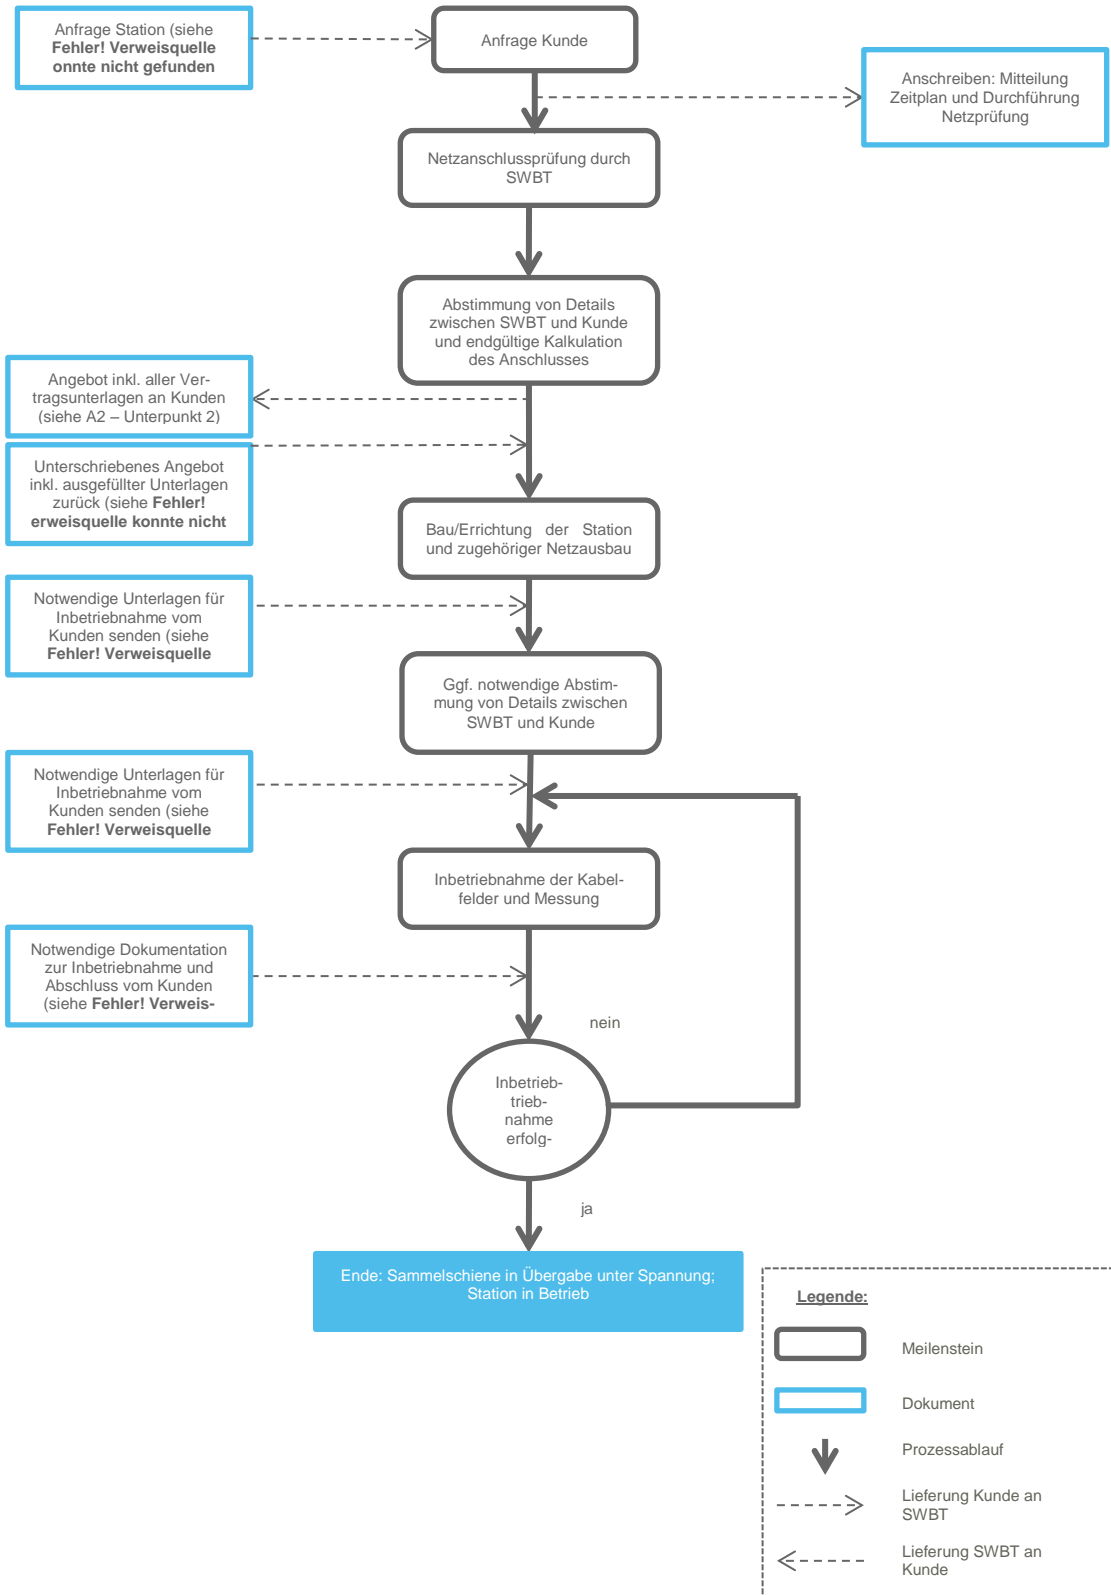 Anfrage Station (siehe
Fehler! Verweisquelle
onnte nicht gefunden
Anfrage Kunde
Anschreiben: Mitteilung
Zeitplan und Durchführung
Netzprüfung
Netzanschlussprüfung durch
SWBT
Abstimmung von Details
zwischen SWBT und Kunde
und endgültige Kalkulation
des Anschlusses
Angebot inkl. aller Ver-
tragsunterlagen an Kunden
(siehe A2 – Unterpunkt 2)
Unterschriebenes Angebot
inkl. ausgefüllter Unterlagen
zurück (siehe Fehler!
erweisquelle konnte nicht
Bau/Errichtung der Station
und zugehöriger Netzausbau
Notwendige Unterlagen für
Inbetriebnahme vom
Kunden senden (siehe
Fehler! Verweisquelle
Ggf. notwendige Abstim-
mung von Details zwischen
SWBT und Kunde
Notwendige Unterlagen für
Inbetriebnahme vom
Kunden senden (siehe
Fehler! Verweisquelle
Inbetriebnahme der Kabel-
felder und Messung
Notwendige Dokumentation
zur Inbetriebnahme und
Abschluss vom Kunden
(siehe Fehler! Verweis-
nein
Inbetrieb-
trieb-
nahme
erfolg-
ja
Ende: Sammelschiene in Übergabe unter Spannung;
Station in Betrieb
Legende:
Meilenstein
Dokument
Prozessablauf
Lieferung Kunde an
SWBT
Lieferung SWBT an
Kunde